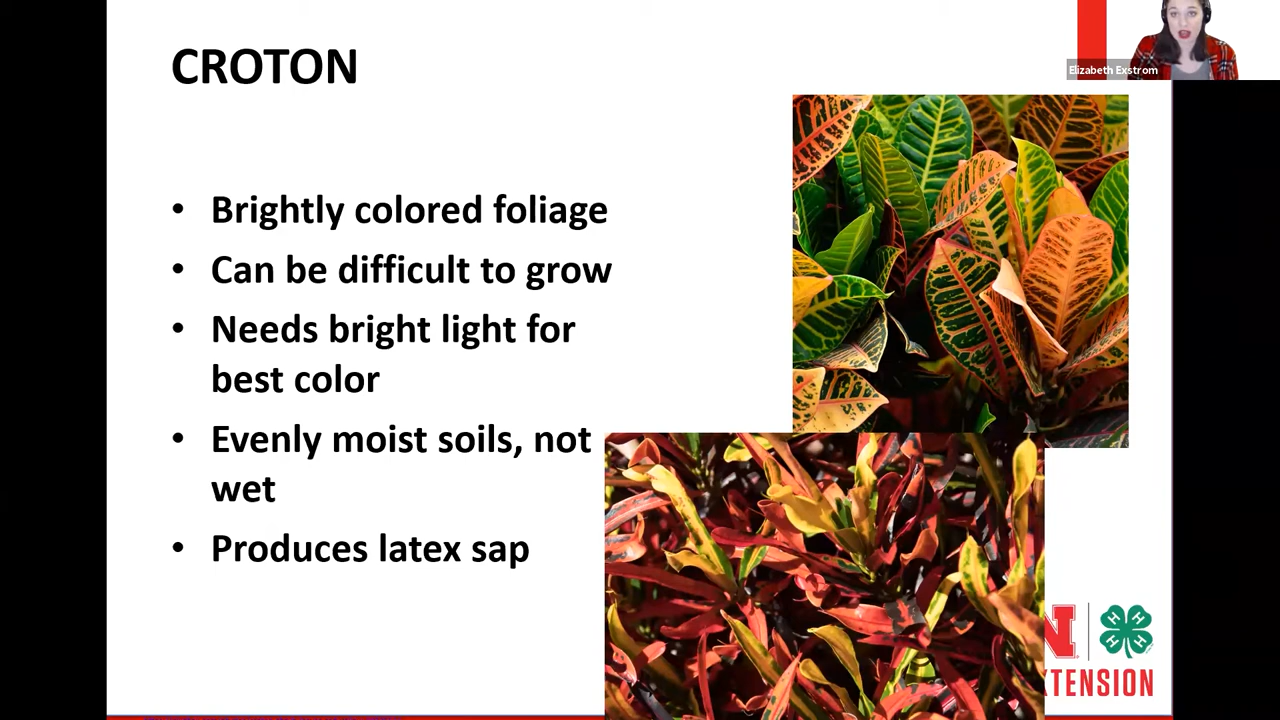 CROTON
Elizabeth Exstrom
• Brightly colored foliage
• Can be difficult to grow
• Needs bright light for
best color
• Evenly moist soils, not
wet
• Produces latex sap
N
H H
H H
XTENSION